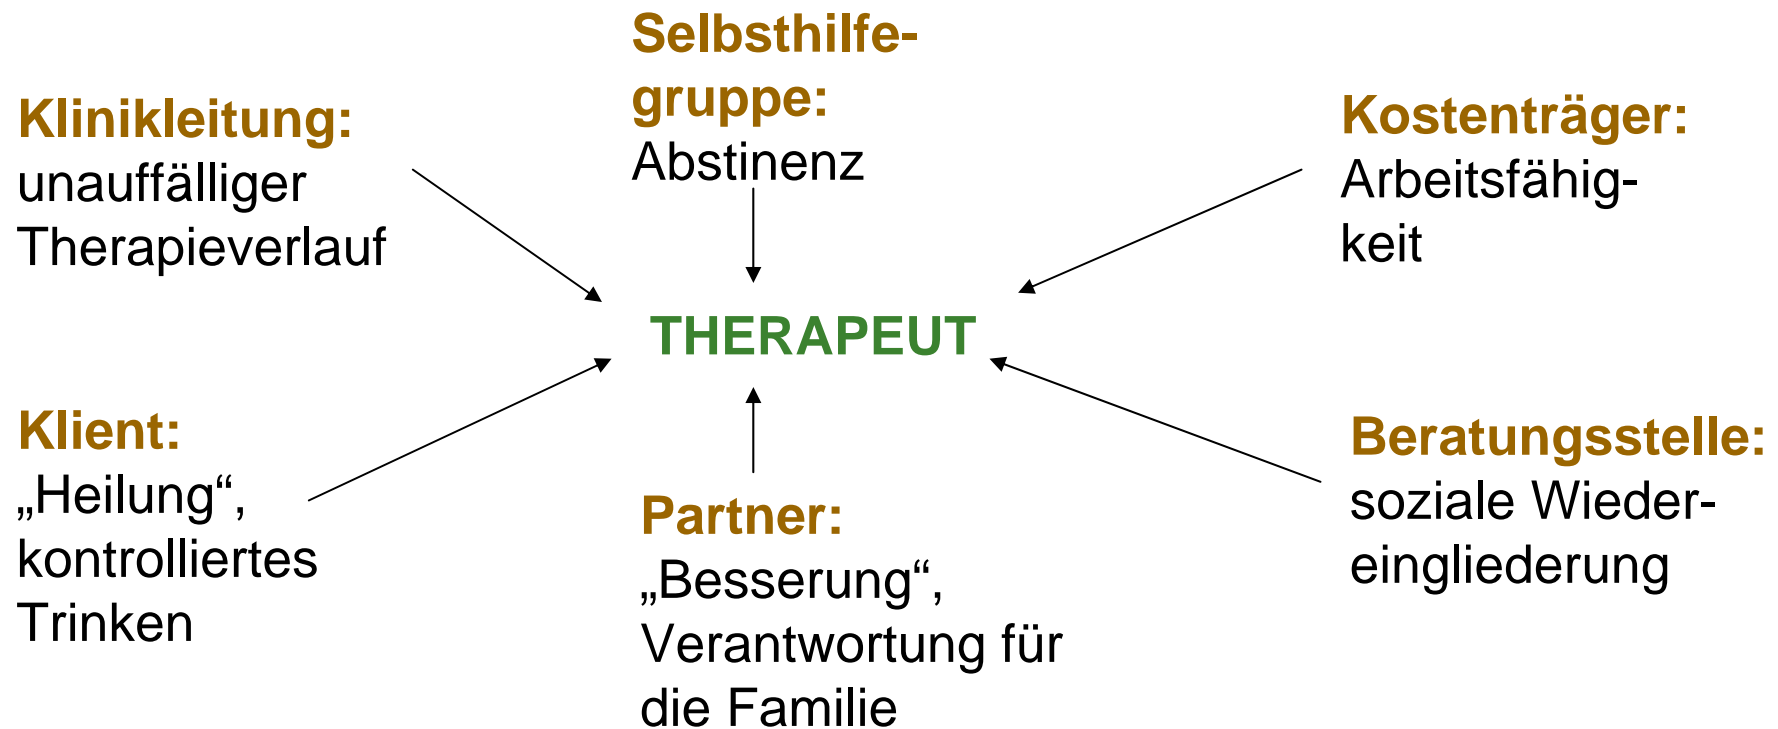 Selbsthilfe-
gruppe:
Abstinenz
Klinikleitung:
unauffälliger
Therapieverlauf
Kostenträger:
Arbeitsfähig-
keit
THERAPEUT
Klient:
„Heilung“,
kontrolliertes
Trinken
Partner:
„Besserung“,
Verantwortung für
die Familie
Beratungsstelle:
soziale Wieder-
eingliederung